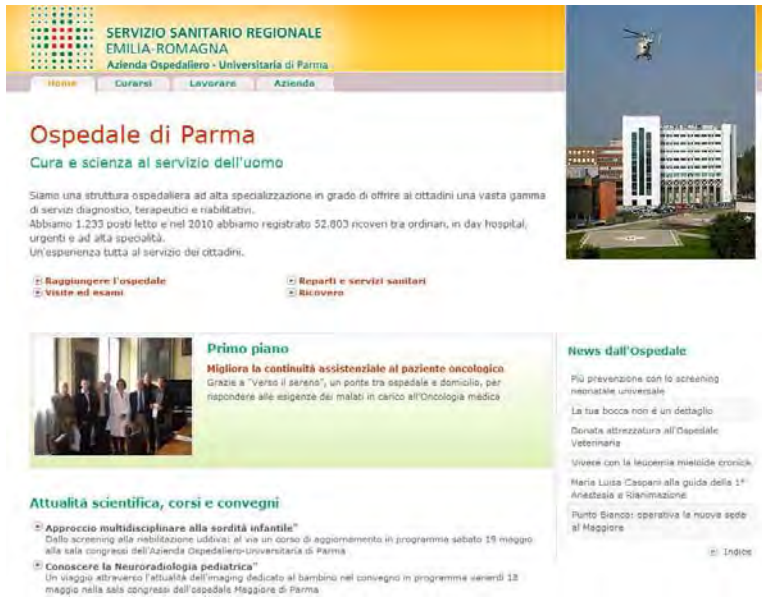 SERVIZIO SANITARIO REGIONALE
EMILIA-ROMAGNA
Azienda Ospedaliero - Universitaria di Parma
Home Curarsi Lavorare Azienda
Ospedale di Parma
Cura e scienza al servizio dell'uomo
Siamo una struttura ospedaliera ad alta specializzazione in grado di offrire ai cittadini una vasta gamma
di servizi diagnostici, terapeutici e riabilitativi.
Abbiamo 1.233 posti letto e nel 2010 abbiamo registrato 52.803 ricoveri tra ordinari, in day hospital,
urgenti e ad alta specialità.
Un'esperienza tutta al servizio dei cittadini.
Raggiungere l'ospedale
Visite ed esami
Reparti e servizi sanitari
Ricovero
Primo piano
Migliora la continuità assistenziale al paziente oncologico
Grazie a "Verso il sereno", un ponte tra ospedale e domicilio, per
rispondere alle esigenze dei malati in carico all'Oncologia medica
News dall'Ospedale
Più prevenzione con lo screening
neonatale universale
La tua bocca non é un dettaglio
Donata attrezzatura all'Ospedale
Veterinaria
Vivere con la leucemia mieloide cronica
Maria Luisa Caspani alla guida della 1ª
Anestesia e Rianimazione
Punto Bianco: operativa la nuova sede
al Maggiore
Indice
Attualità scientifica, corsi e convegni
Approccio multidisciplinare alla sordità infantile"
Dallo screening alla riabilitazione uditiva: al via un corso di aggiornamento in programma sabato 19 maggio
alla sala congressi dell'Azienda Ospedaliero-Universitaria di Parma
Conoscere la Neuroradiologia pediatrica"
Un viaggio attraverso l'attualità dell'imaging dedicato al bambino nel convegno in programma venerdì 18
maggio nella sala congressi dell'ospedale Maggiore di Parma